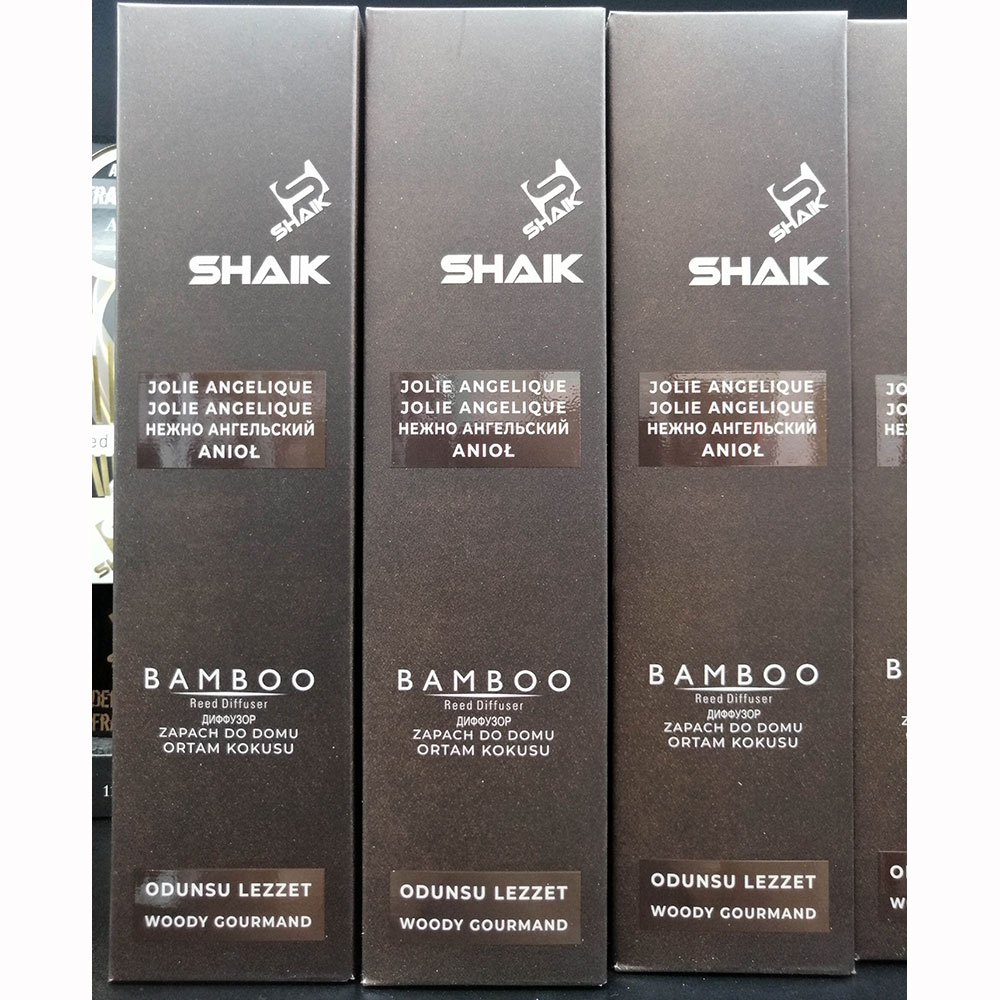 SHAIK
SHAIK
JOLIE ANGELIQUE
JOLIE ANGELIQUE
НЕЖНО АНГЕЛЬСКИЙ
ANIOŁ
BAMBOO
Reed Diffuser
ДИФФУЗОР
ZAPACH DO DOMU
ORTAM KOKUSU
ODUNSU LEZZET
WOODY GOURMAND
SHAIK
SHAIK
JOLIE ANGELIQUE
JOLIE ANGELIQUE
НЕЖНО АНГЕЛЬСКИЙ
ANIOŁ
BAMBOO
Reed Diffuser
ДИФФУЗОР
ZAPACH DO DOMU
ORTAM KOKUSU
ODUNSU LEZZET
WOODY GOURMAND
SHAIK
SHAIK
JOLIE ANGELIQUE
JOLIE ANGELIQUE
НЕЖНО АНГЕЛЬСКИЙ
ANIOŁ
BAMBOO
Reed Diffuser
ДИФФУЗОР
ZAPACH DO DOMU
ORTAM KOKUSU
ODUNSU LEZZET
WOODY GOURMAND